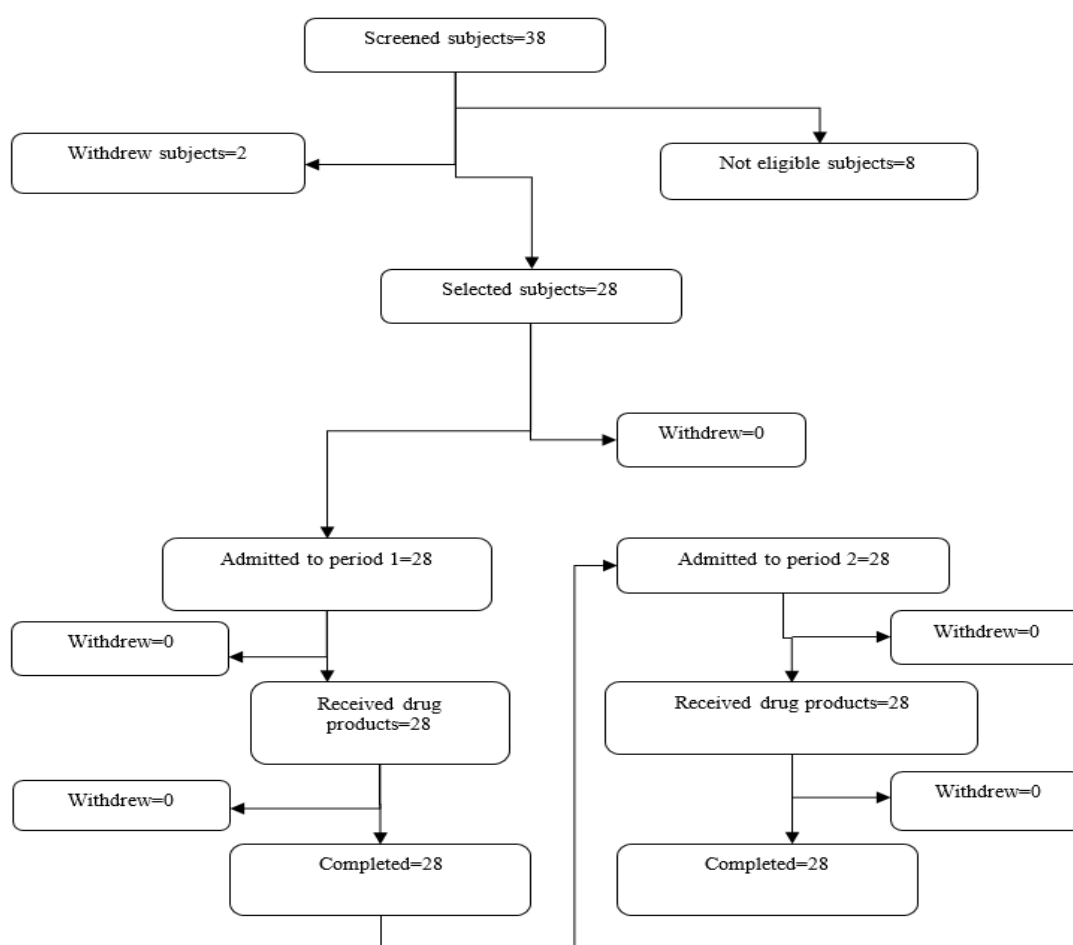 Screened subjects=38
Withdrew subjects=2
Not eligible subjects=8
Selected subjects=28
Withdrew=0
Admitted to period 1=28
Withdrew=0
Received drug
products=28
Withdrew=0
Completed=28
Admitted to period 2=28
Withdrew=0
Received drug products=28
Withdrew=0
Completed=28